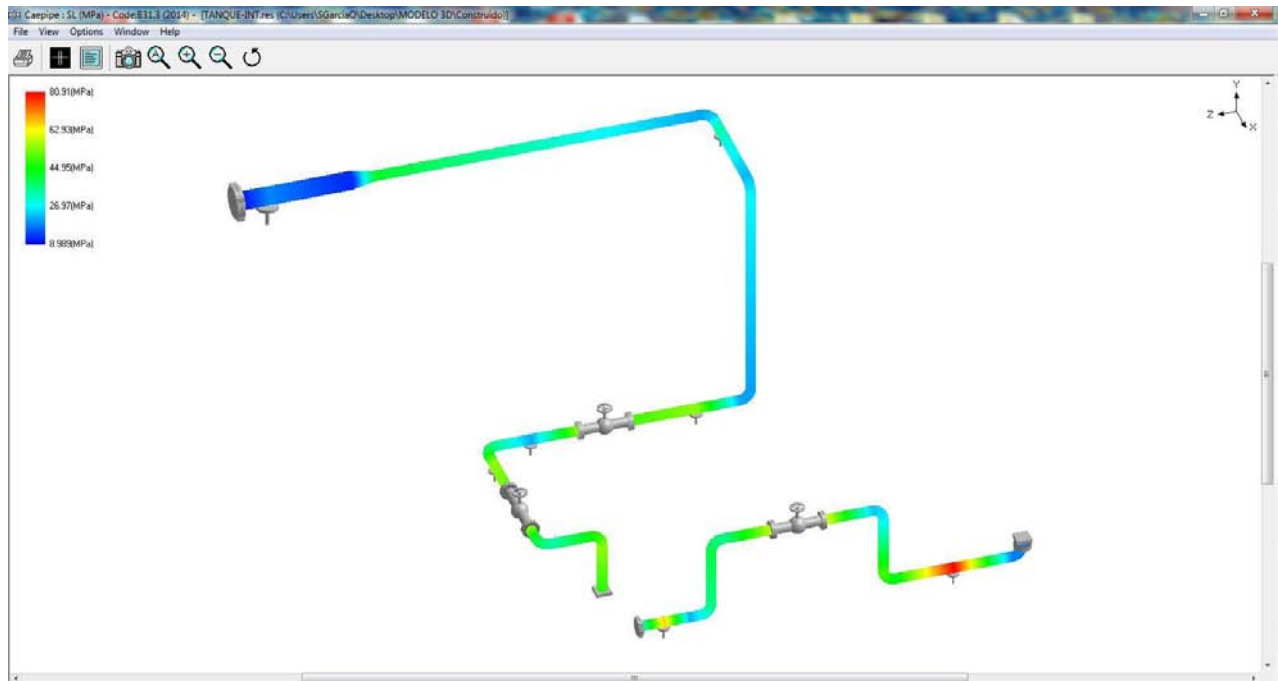 Caepipe : SL (MPa) - Code:B31.3 (2014) - [TANQUE-INT.res (C:\Users\SGarciaO\Desktop\MODELO 3D\Construido)]
File View Options Window Help
80.91(MPa)
62.93(MPa)
44.95(MPa)
26.97(MPa)
8.989(MPa)
Y
Z
X